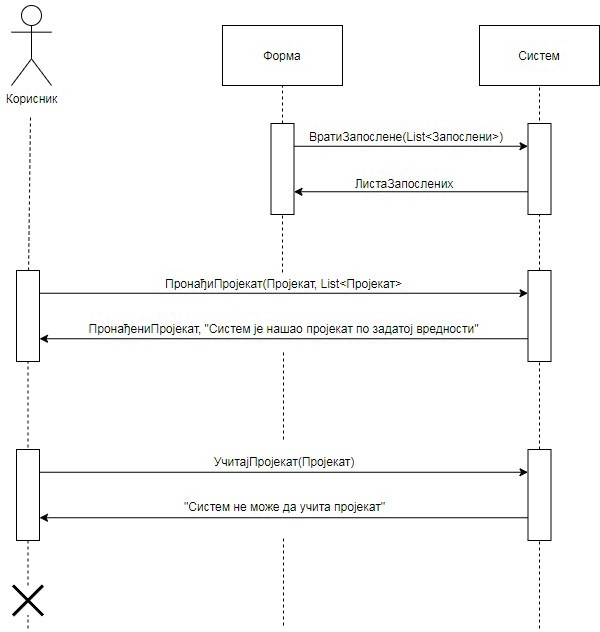 Корисник
Форма
Систем
ВратиЗапослене(List<Запослени>)
ЛистаЗапослених
ПронађиПројекат(Пројекат, List<Пројекат>
ПронађениПројекат, "Систем је нашао пројекат по задатој вредности"
УчитајПројекат(Пројекат)
"Систем не може да учита пројекат"